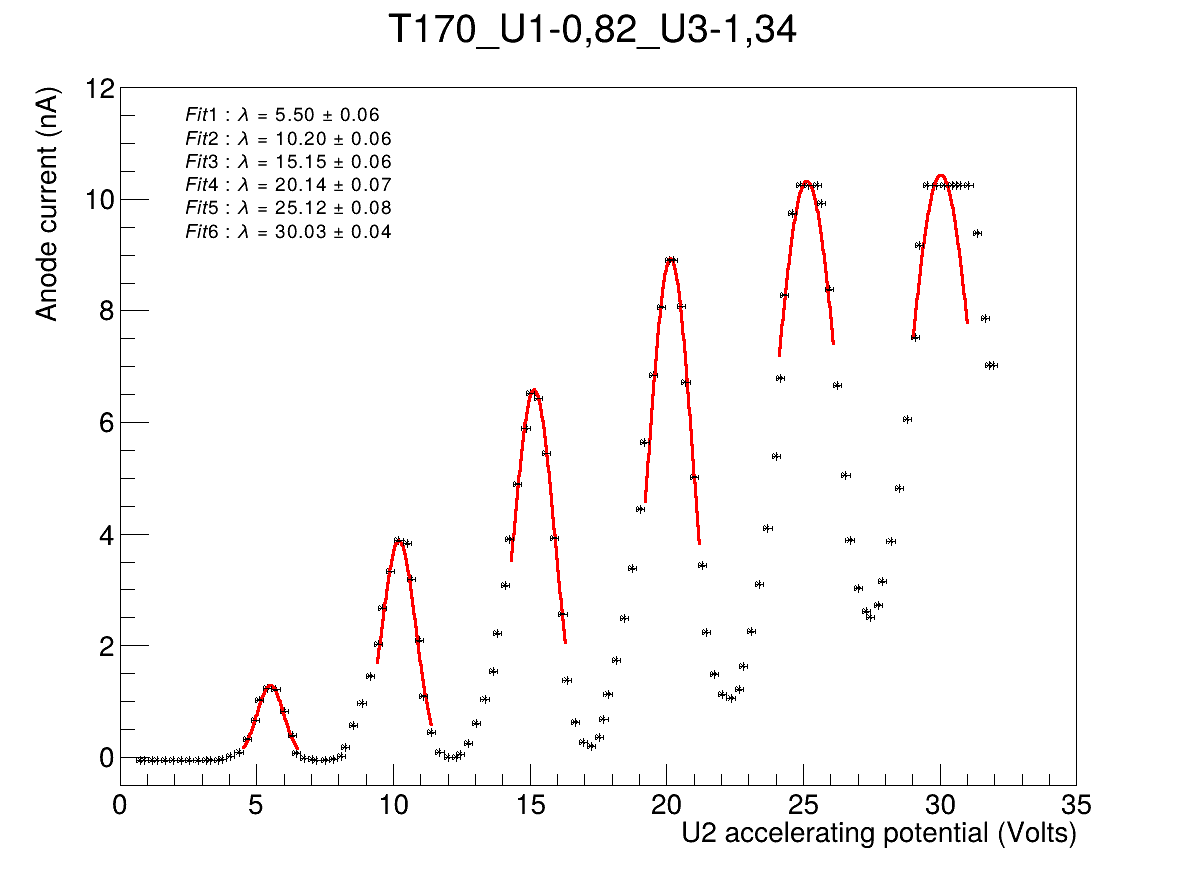 T170_U1-0,82_U3-1,34
Anode current (nA)
12
10
8
6
4
2
0
Fit1 : λ = 5.50 ± 0.06
Fit2 : λ = 10.20 ± 0.06
Fit3 : λ = 15.15 ± 0.06
Fit4 : λ = 20.14 ± 0.07
Fit5 : λ = 25.12 ± 0.08
Fit6 : λ = 30.03 ± 0.04
0 5 10 15 20 25 30 35
U2 accelerating potential (Volts)